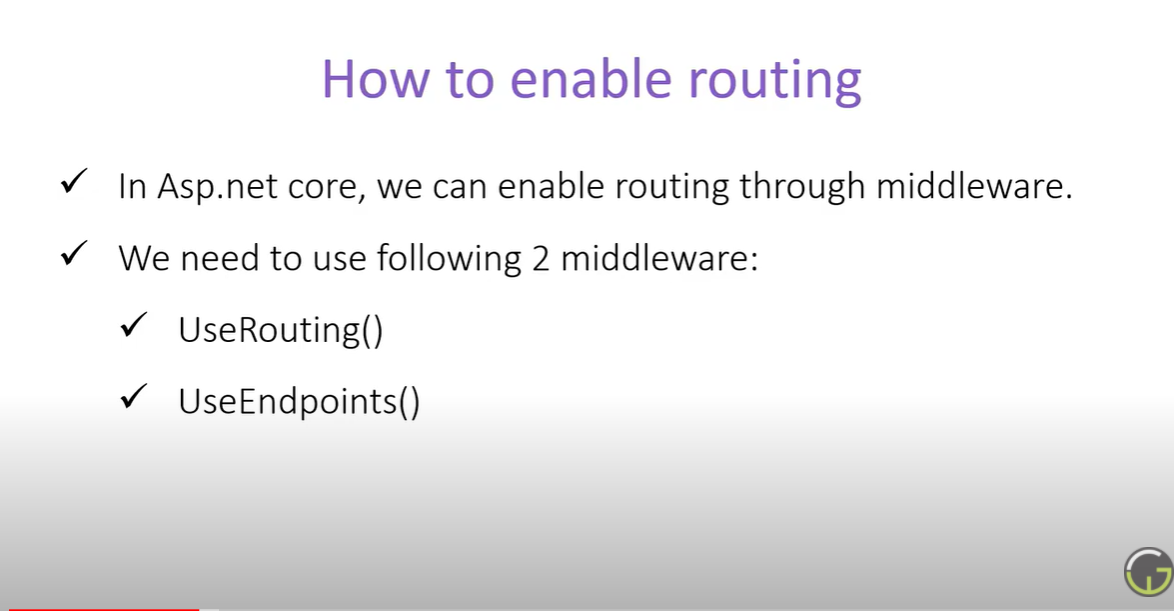 How to enable routing
In Asp.net core, we can enable routing through middleware.
We need to use following 2 middleware:
UseRouting()
UseEndpoints()